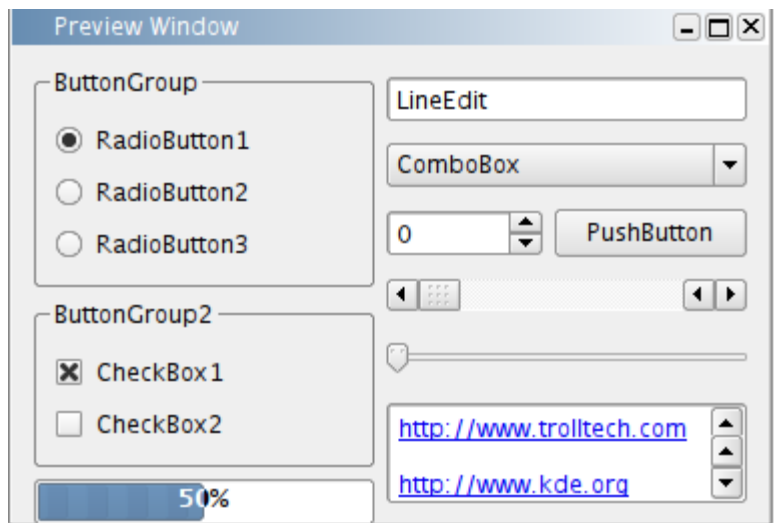 Preview Window
ButtonGroup
RadioButton1
RadioButton2
RadioButton3
ButtonGroup2
CheckBox1
CheckBox2
50%
LineEdit
ComboBox
0
PushButton
http://www.trolltech.com
http://www.kde.org